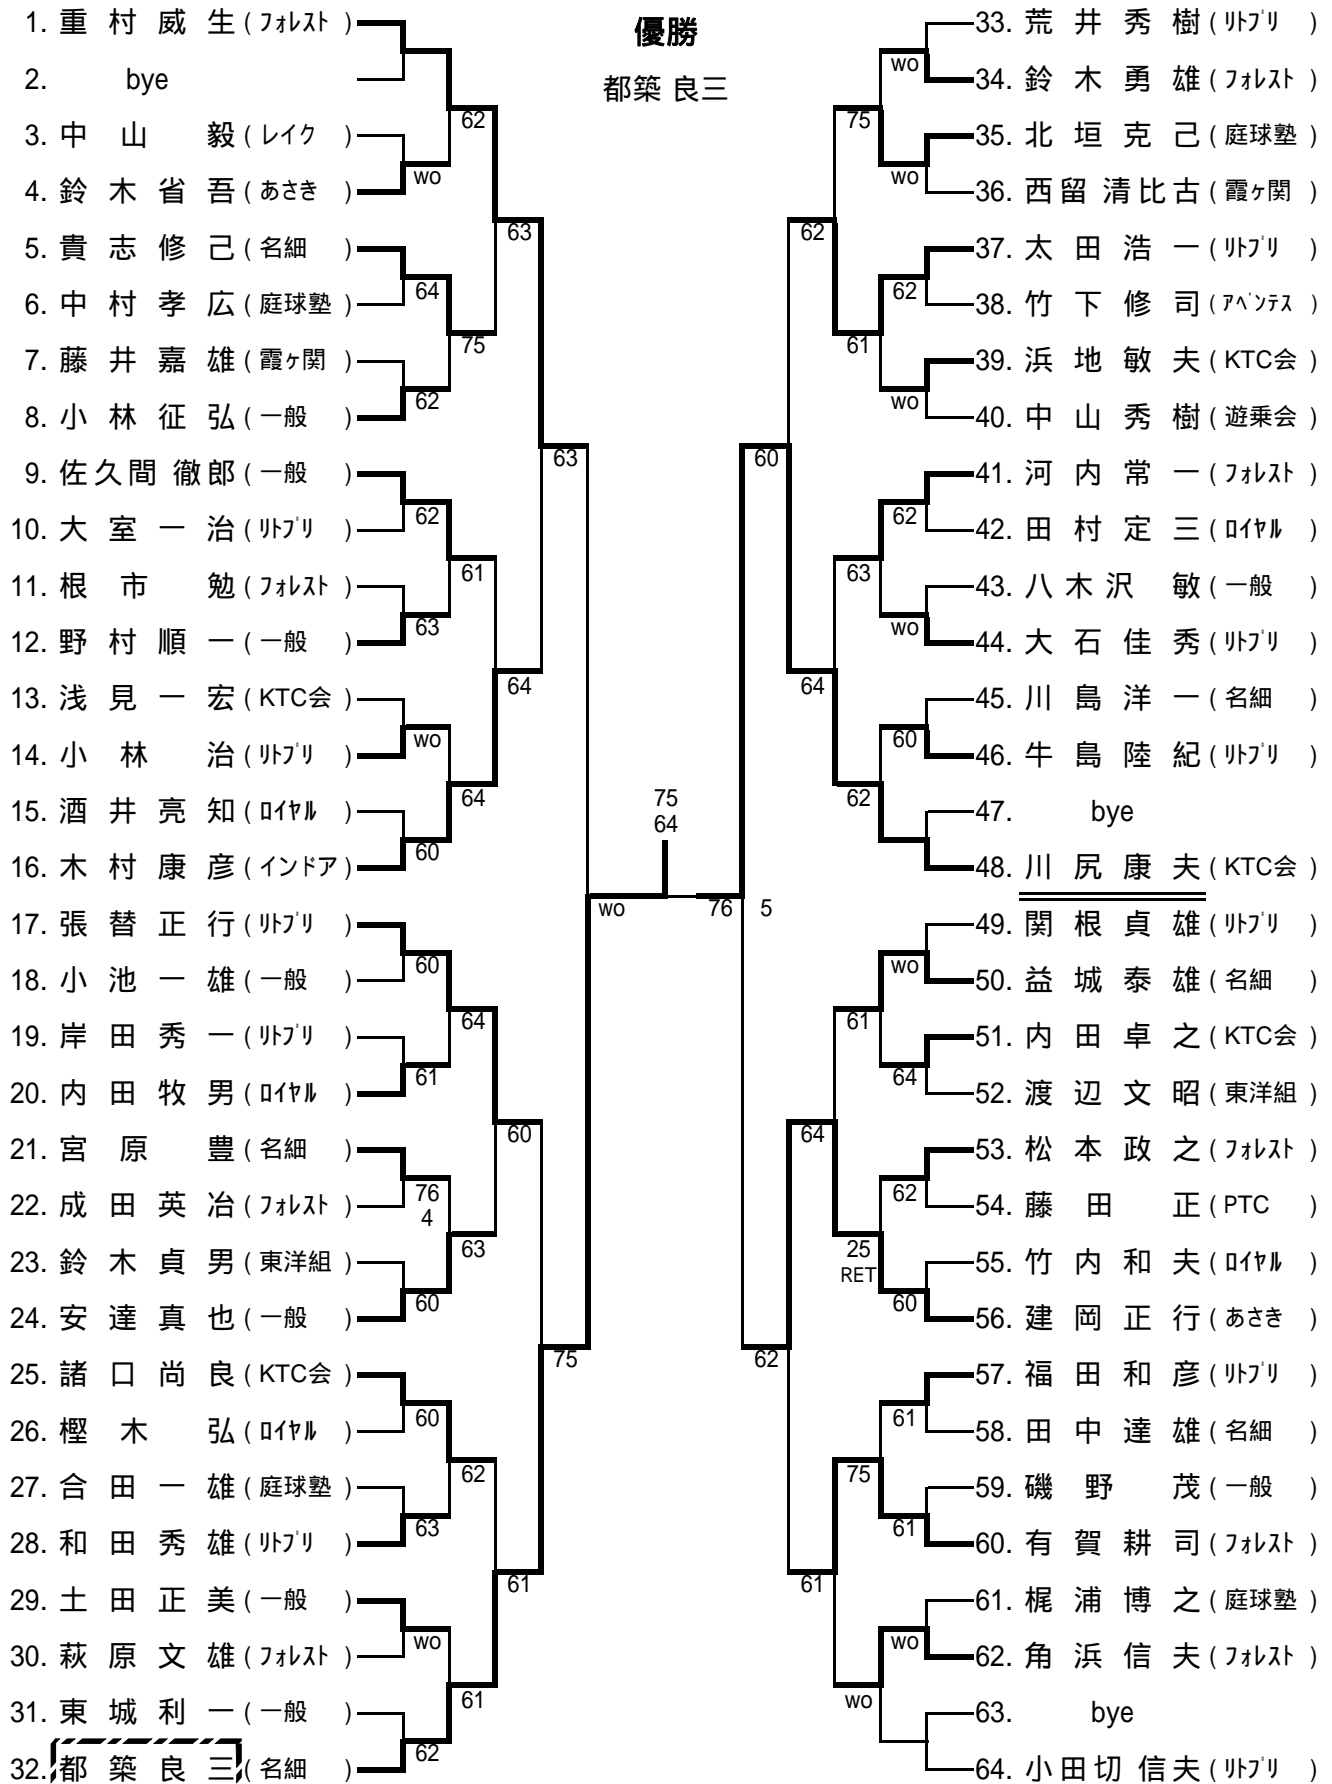 優勝
都築 良三
1. 重村威生(フォレスト)
2. bye
3. 中山 毅(レイク)
4. 鈴木省吾(あさき)
5. 貴志修己(名細)
6. 中村孝広(庭球塾)
7. 藤井嘉雄(霞ヶ関)
8. 小林征弘(一般)
9. 佐久間 徹郎(一般)
10. 大室一治(リトプリ)
11. 根市 勉(フォレスト)
12. 野村順一(一般)
13. 浅見一宏(KTC会)
14. 小林 治(リトプリ)
15. 酒井亮知(ロイヤル)
16. 木村康彦(インドア)
17. 張替正行(リトプリ)
18. 小池一雄(一般)
19. 岸田秀一(リトプリ)
20. 内田牧男(ロイヤル)
21. 宮原 豊(名細)
22. 成田英冶(フォレスト)
23. 鈴木貞男(東洋組)
24. 安達真也(一般)
25. 諸口尚良(KTC会)
26. 樫木 弘(ロイヤル)
27. 合田一雄(庭球塾)
28. 和田秀雄(リトプリ)
29. 土田正美(一般)
30. 萩原文雄(フォレスト)
31. 東城利一(一般)
32. 都築良三(名細)
wo
64
62
62
63
wo
60
60
61
76
4
60
60
63
wo
62
62
75
61
64
64
63
62
61
63
64
60
61
63
75
wo
75
64
76 5
60
62
62
64
64
61
75
61
63
62
61
25
RET
75
wo
wo
wo
62
wo
62
wo
60
wo
64
62
60
61
61
wo
33. 荒井秀樹(リトプリ)
34. 鈴木勇雄(フォレスト)
35. 北垣克己(庭球塾)
36. 西留 清比古(霞ヶ関)
37. 太田浩一(リトプリ)
38. 竹下修司(アベンテス)
39. 浜地敏夫(KTC会)
40. 中山秀樹(遊乗会)
41. 河内常一(フォレスト)
42. 田村定三(ロイヤル)
43. 八木沢 敏(一般)
44. 大石佳秀(リトプリ)
45. 川島洋一(名細)
46. 牛島陸紀(リトプリ)
47. bye
48. 川尻康夫(KTC会)
49. 関根貞雄(リトプリ)
50. 益城泰雄(名細)
51. 内田卓之(KTC会)
52. 渡辺文昭(東洋組)
53. 松本政之(フォレスト)
54. 藤田 正(PTC)
55. 竹内和夫(ロイヤル)
56. 建岡正行(あさき)
57. 福田和彦(リトプリ)
58. 田中達雄(名細)
59. 磯野 茂(一般)
60. 有賀耕司(フォレスト)
61. 梶浦博之(庭球塾)
62. 角浜信夫(フォレスト)
63. bye
64. 小田切 信夫(リトプリ)